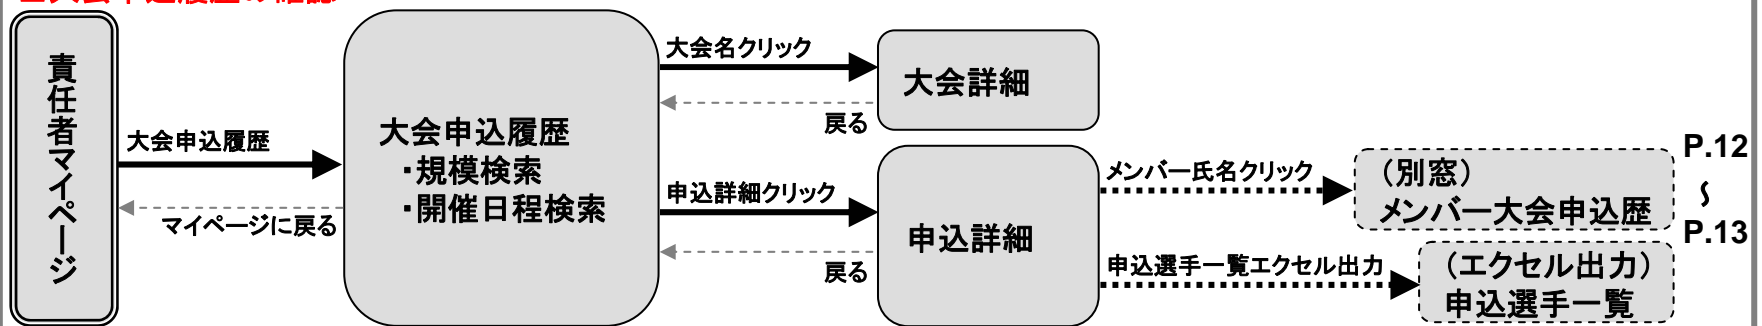 責任者マイページ
大会申込履歴
マイページに戻る
大会申込履歴
・規模検索
・開催日程検索
大会名クリック
戻る
大会詳細
申込詳細クリック
戻る
申込詳細
メンバー氏名クリック
(別窓)
メンバー大会申込歴
申込選手一覧エクセル出力
(エクセル出力)
申込選手一覧
P.12
~
P.13